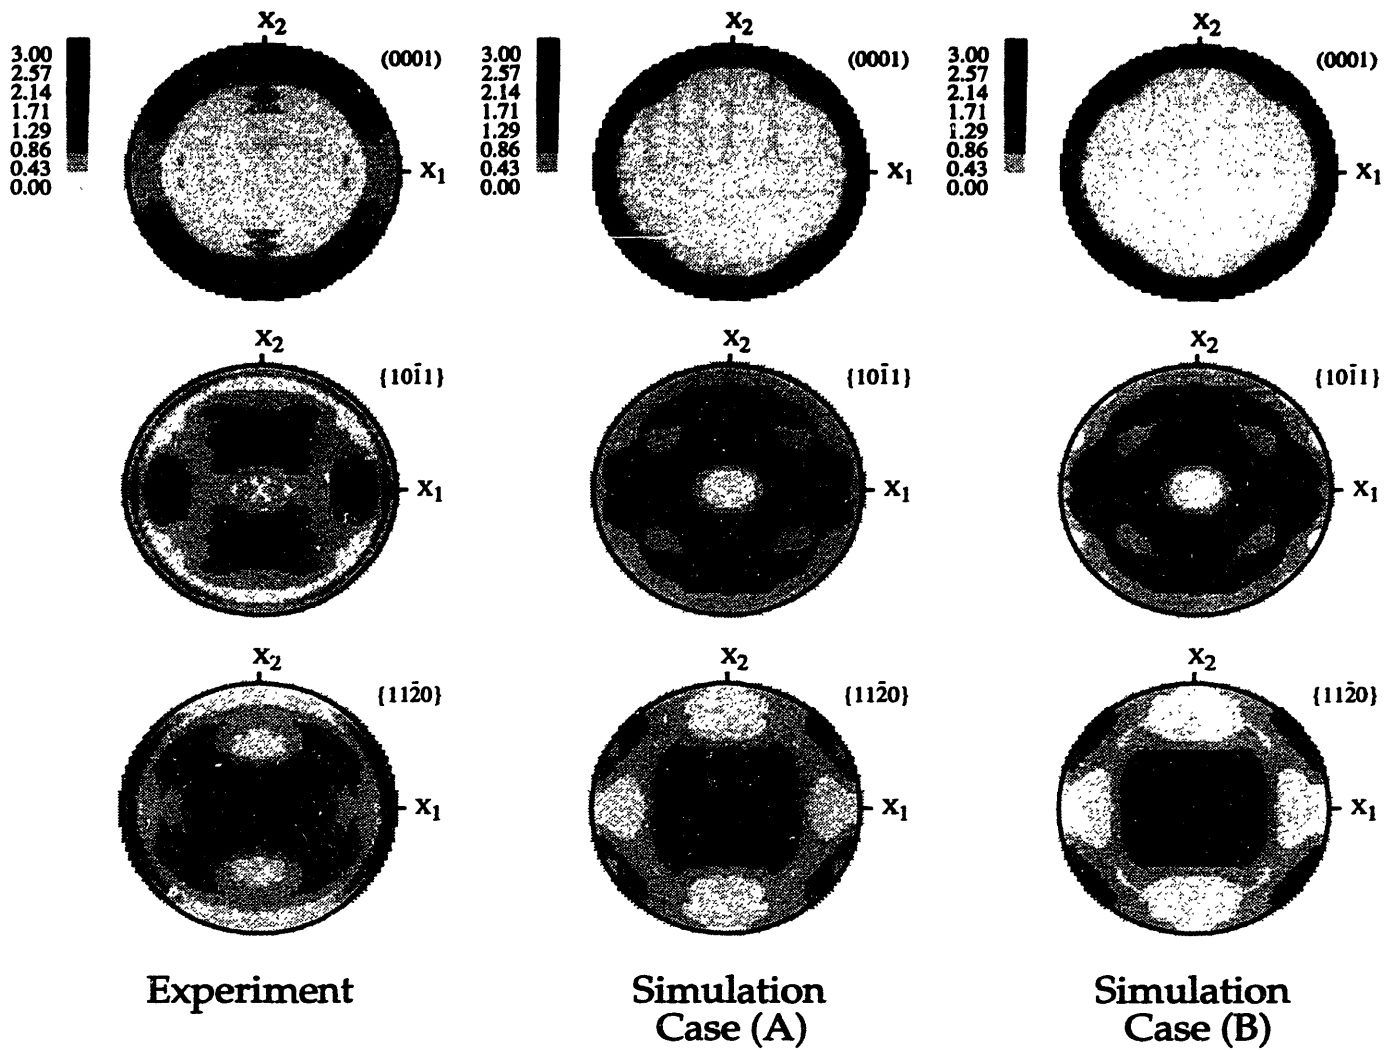 X₂ X₂ X₂
3.00 (0001) 3.00 (0001) 3.00 (0001)
2.57 2.57 2.57
2.14 2.14 2.14
1.71 1.71 1.71
1.29 1.29 1.29
0.86 0.86 0.86
0.43 X₁ 0.43 X₁ 0.43 X₁
0.00 0.00 0.00
X₂ X₂ X₂
{101̄1} {101̄1} {101̄1}
X₁ X₁ X₁
X₂ X₂ X₂
{112̄0} {112̄0} {112̄0}
X₁ X₁ X₁
Experiment Simulation Simulation
Case (A) Case (B)